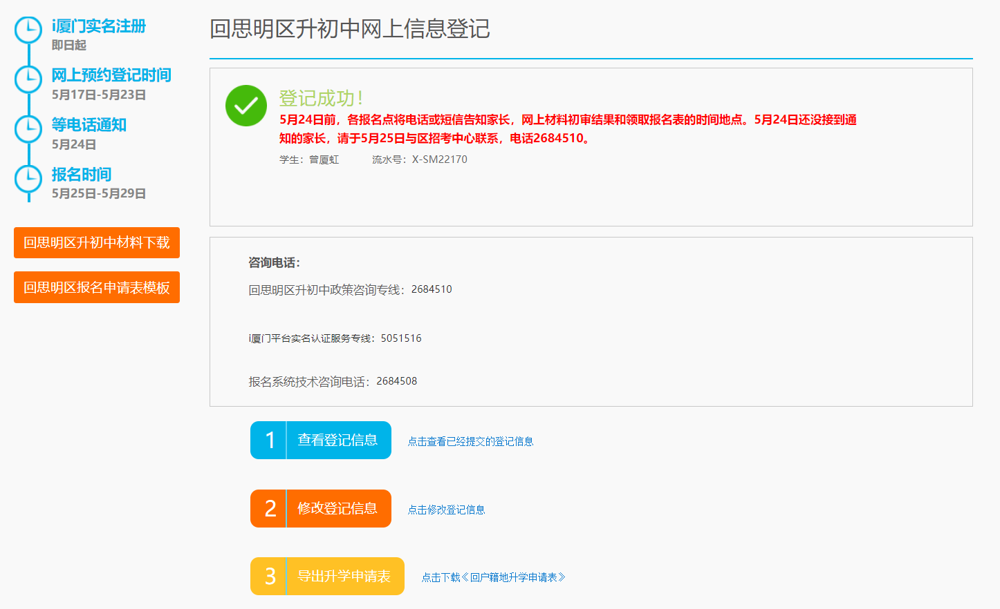 i厦门实名注册
即日起
网上预约登记时间
5月17日-5月23日
等电话通知
5月24日
报名时间
5月25日-5月29日
回思明区升初中材料下载
回思明区报名申请表模板
回思明区升初中网上信息登记
登记成功！
5月24日前，各报名点将电话或短信告知家长，网上材料初审结果和领取报名表的时间地点。5月24日还没接到通
知的家长，请于5月25日与区招考中心联系，电话2684510。
学生：曾厦虹 流水号：X-SM22170
咨询电话：
回思明区升初中政策咨询专线：2684510
i厦门平台实名认证服务专线：5051516
报名系统技术咨询电话：2684508
1 查看登记信息 点击查看已经提交的登记信息
2 修改登记信息 点击修改登记信息
3 导出升学申请表 点击下载《回户籍地升学申请表》